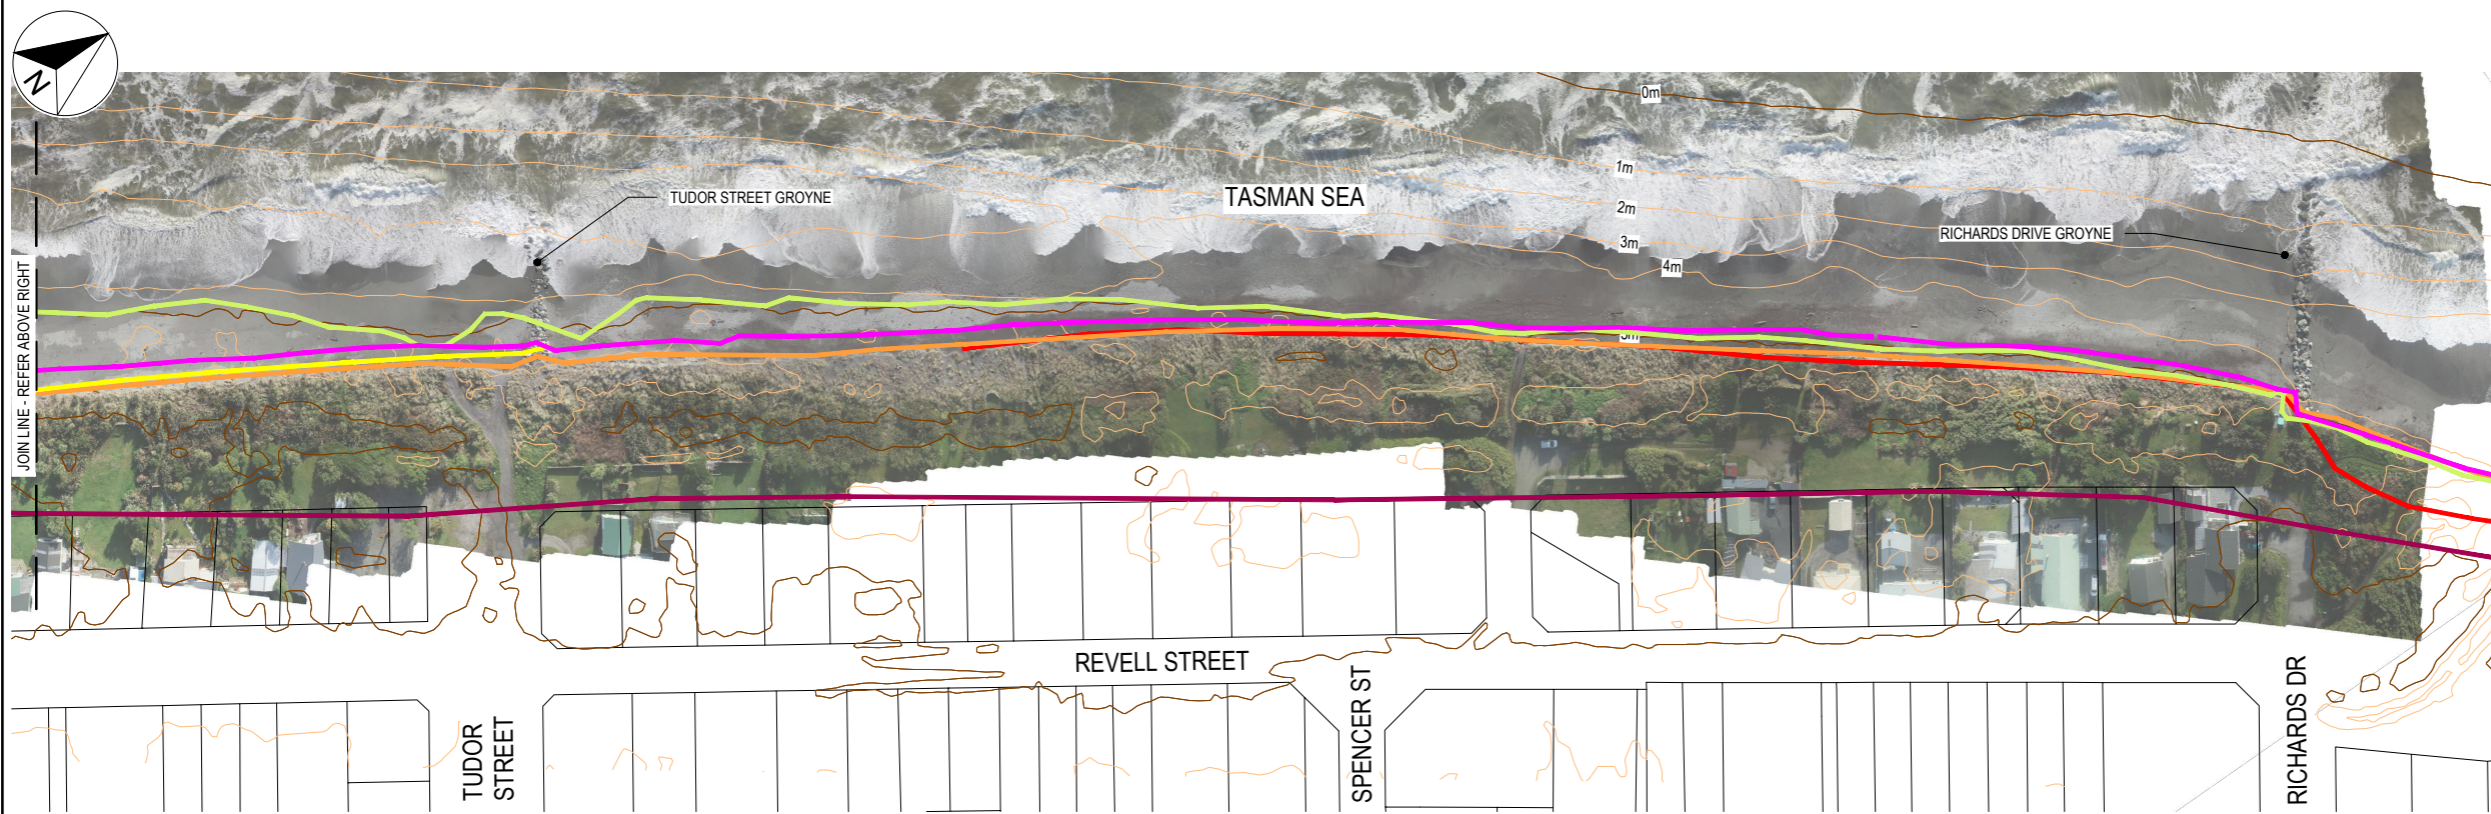 N
0m
1m
TUDOR STREET GROYNE
TASMAN SEA
2m
RICHARDS DRIVE GROYNE
3m
4m
JOIN LINE - REFER ABOVE RIGHT
REVELL STREET
TUDOR
STREET
SPENCER ST
RICHARDS DR